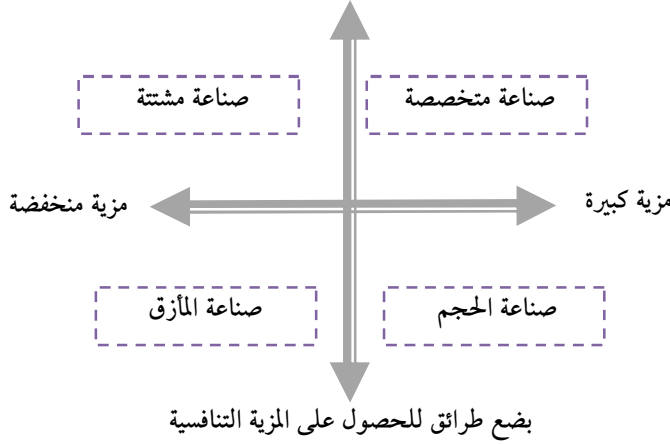 صناعة متخصصة
صناعة مشتتة
مزية كبيرة
مزية منخفضة
صناعة الحجم
صناعة المأزق
بضع طرائق للحصول على المزية التنافسية